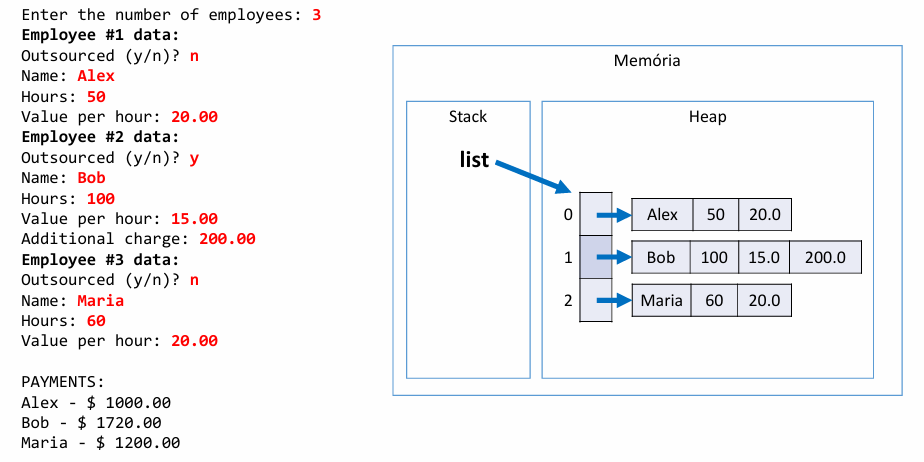 Enter the number of employees: 3
Employee #1 data:
Outsourced (y/n)? n
Name: Alex
Hours: 50
Value per hour: 20.00
Employee #2 data:
Outsourced (y/n)? y
Name: Bob
Hours: 100
Value per hour: 15.00
Additional charge: 200.00
Employee #3 data:
Outsourced (y/n)? n
Name: Maria
Hours: 60
Value per hour: 20.00
PAYMENTS:
Alex - $ 1000.00
Bob - $ 1720.00
Maria - $ 1200.00
Memória
Stack
Heap
list
0 Alex 50 20.0
1 Bob 100 15.0 200.0
2 Maria 60 20.0